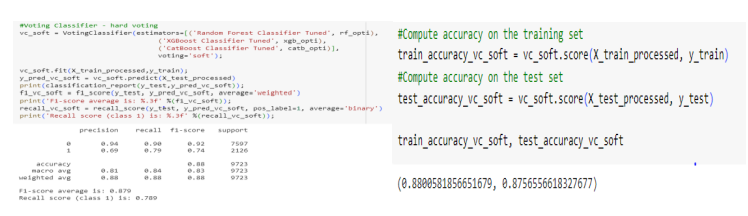 #Voting Classifier - hard voting
vc_soft = VotingClassifier(estimators=[('Random Forest Classifier Tuned', rf_opti),
('XGBoost Classifier Tuned', xgb_opti),
('CatBoost Classifier Tuned', catb_opti)],
voting='soft');
vc_soft.fit(X_train_processed,y_train);
y_pred_vc_soft = vc_soft.predict(X_test_processed)
print(classification_report(y_test,y_pred_vc_soft));
f1_vc_soft = f1_score(y_test, y_pred_vc_soft, average='weighted')
print('F1-score average is: %.3f' %(f1_vc_soft));
recall_vc_soft = recall_score(y_test, y_pred_vc_soft, pos_label=1, average='binary')
print('Recall score (class 1) is: %.3f' %(recall_vc_soft));
precision recall f1-score support
0 0.94 0.90 0.92 7597
1 0.69 0.79 0.74 2126
accuracy 0.88 9723
macro avg 0.81 0.84 0.83 9723
weighted avg 0.88 0.88 0.88 9723
F1-score average is: 0.879
Recall score (class 1) is: 0.789
#Compute accuracy on the training set
train_accuracy_vc_soft = vc_soft.score(X_train_processed, y_train)
#Compute accuracy on the test set
test_accuracy_vc_soft = vc_soft.score(X_test_processed, y_test)
train_accuracy_vc_soft, test_accuracy_vc_soft
(0.8800581856651679, 0.8756556618327677)